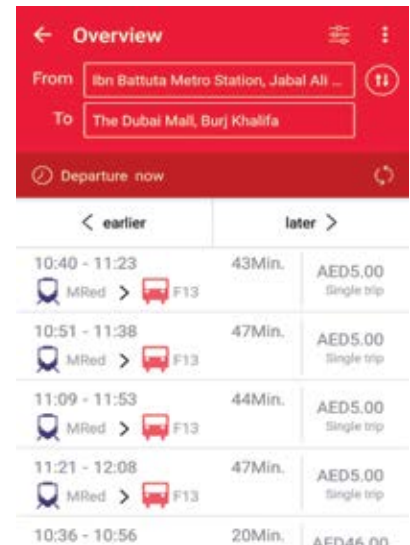 Overview
From Ibn Battuta Metro Station, Jabal Ali ...
To The Dubai Mall, Burj Khalifa
Departure now
< earlier later >
10:40 - 11:23 43Min. AED5.00
MRed > F13 Single trip
10:51 - 11:38 47Min. AED5.00
MRed > F13 Single trip
11:09 - 11:53 44Min. AED5.00
MRed > F13 Single trip
11:21 - 12:08 47Min. AED5.00
MRed > F13 Single trip
10:36 - 10:56 20Min. AED46.00